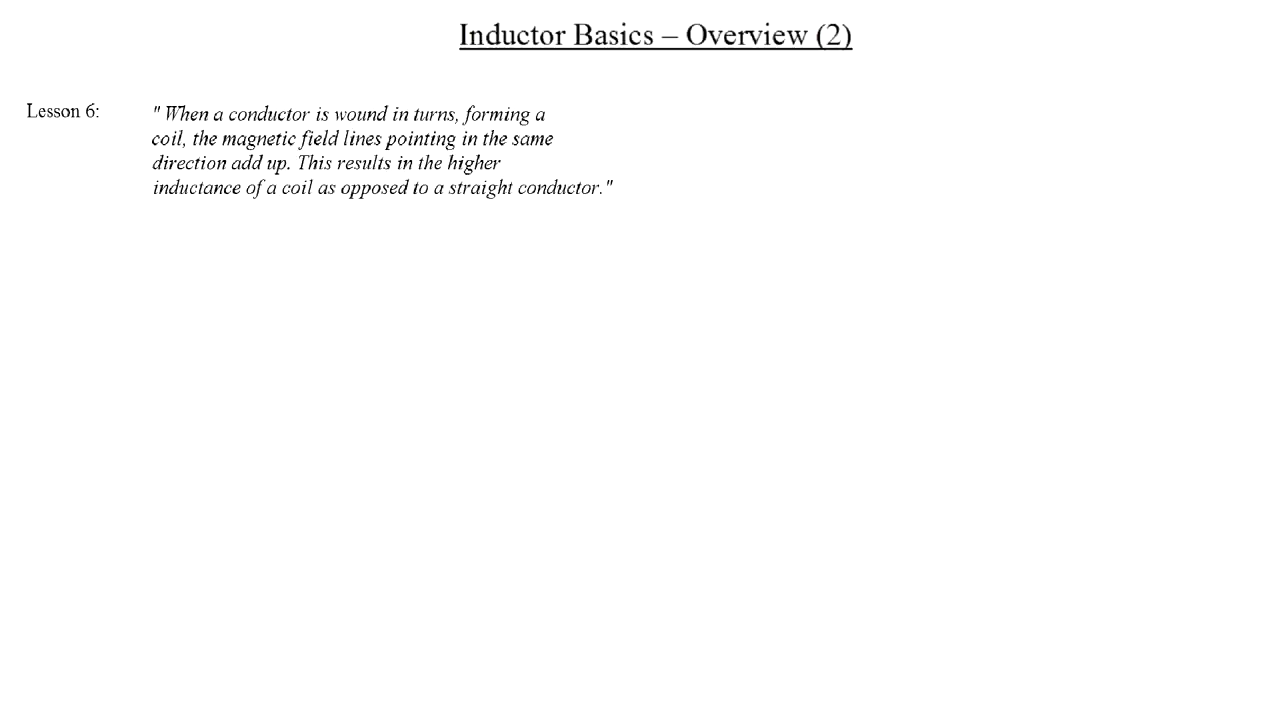 Inductor Basics – Overview (2)
Lesson 6:
" When a conductor is wound in turns, forming a
coil, the magnetic field lines pointing in the same
direction add up. This results in the higher
inductance of a coil as opposed to a straight conductor."